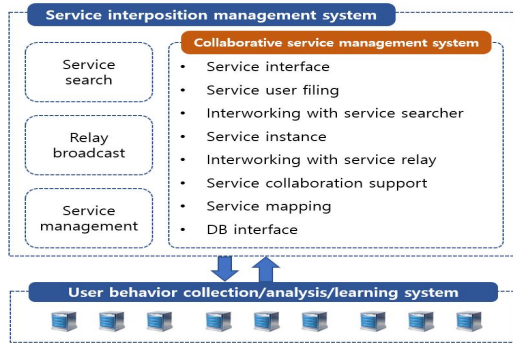 Service interposition management system
Service
search
Relay
broadcast
Service
management
Collaborative service management system
• Service interface
• Service user filing
• Interworking with service searcher
• Service instance
• Interworking with service relay
• Service collaboration support
• Service mapping
• DB interface
User behavior collection/analysis/learning system